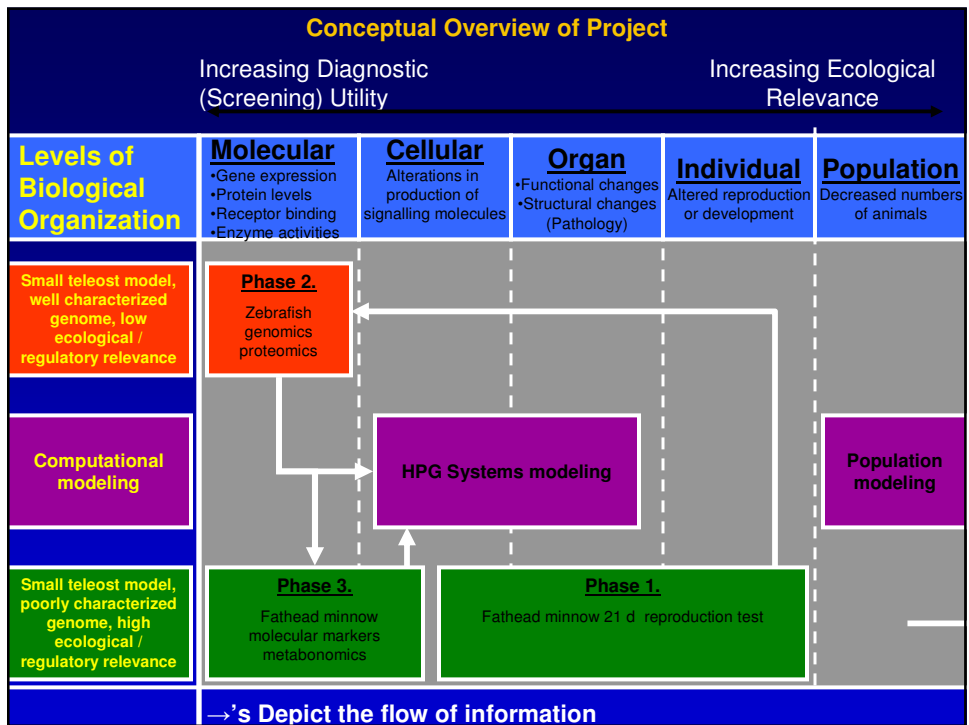 Conceptual Overview of Project
Increasing Diagnostic
(Screening) Utility
Increasing Ecological
Relevance
Levels of
Biological
Organization
Molecular
•Gene expression
•Protein levels
•Receptor binding
•Enzyme activities
Cellular
Alterations in
production of
signalling molecules
Organ
•Functional changes
•Structural changes
(Pathology)
Individual
Altered reproduction
or development
Population
Decreased numbers
of animals
Small teleost model,
well characterized
genome, low
ecological /
regulatory relevance
Phase 2.
Zebrafish
genomics
proteomics
Computational
modeling
HPG Systems modeling
Population
modeling
Small teleost model,
poorly characterized
genome, high
ecological /
regulatory relevance
Phase 3.
Fathead minnow
molecular markers
metabonomics
Phase 1.
Fathead minnow 21 d reproduction test
→'s Depict the flow of information